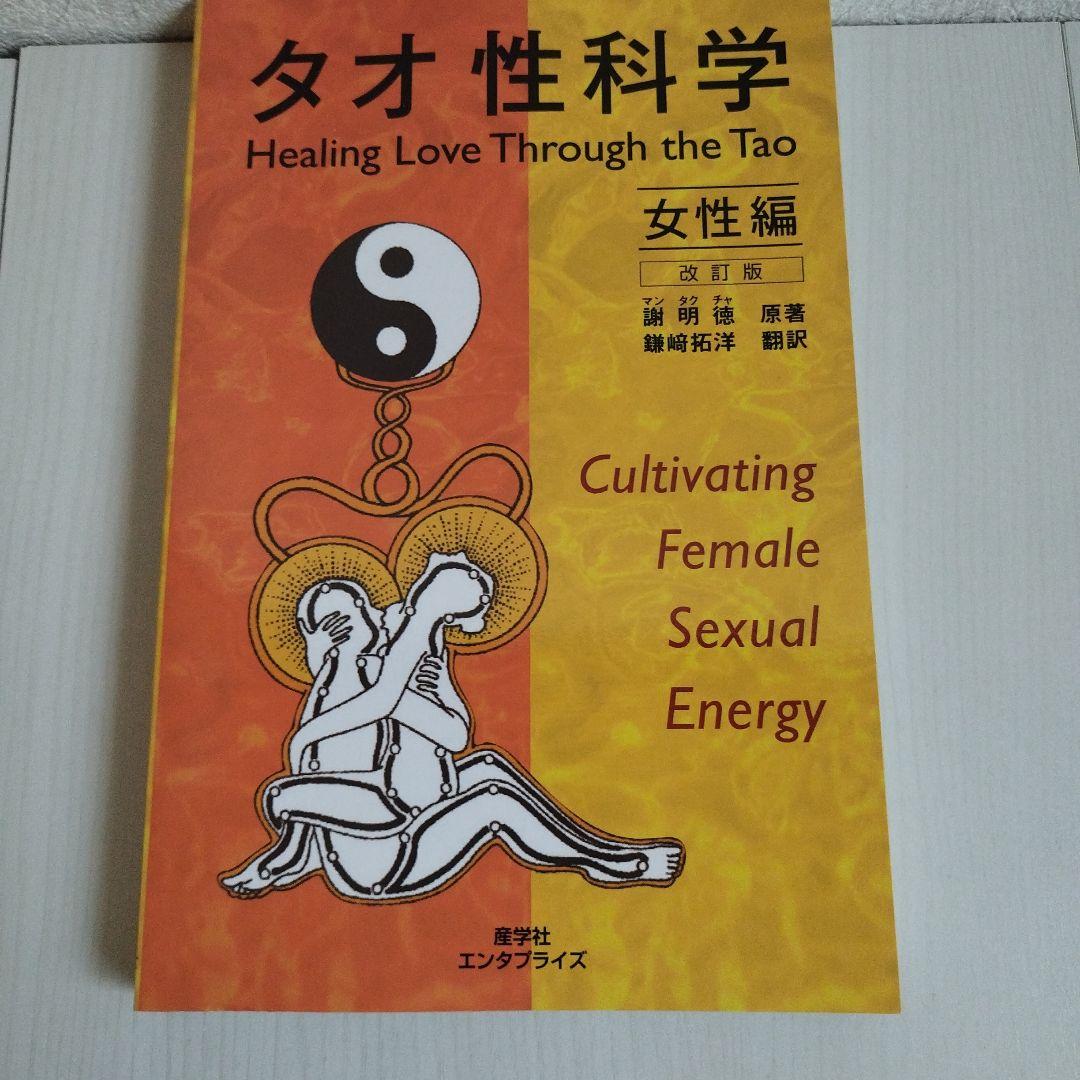 タオ 性科学
Healing Love Through the Tao
女性編
改訂版
マン タク チャ
謝明徳 原著
鎌﨑拓洋 翻訳
Cultivating
Female
Sexual
Energy
産学社
エンタプライズ